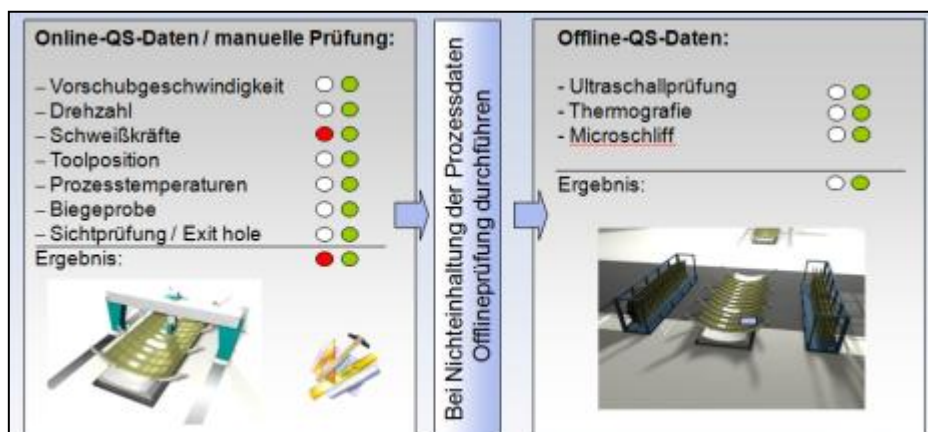 Online-QS-Daten / manuelle Prüfung:
– Vorschubgeschwindigkeit
– Drehzahl
– Schweißkräfte
– Toolposition
– Prozesstemperaturen
– Biegeprobe
– Sichtprüfung / Exit hole
Ergebnis:
Bei Nichteinhaltung der Prozessdaten
Offlineprüfung durchführen
Offline-QS-Daten:
- Ultraschallprüfung
- Thermografie
- Microschliff
Ergebnis: